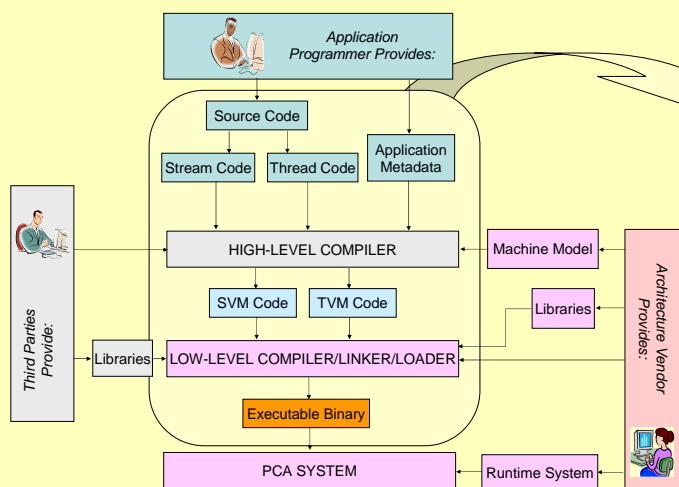 Application
Programmer Provides:
Source Code
Stream Code
Thread Code
Application
Metadata
Third Parties
Provide:
HIGH-LEVEL COMPILER
Machine Model
Architecture Vendor
Provides:
SVM Code
TVM Code
Libraries
Libraries
LOW-LEVEL COMPILER/LINKER/LOADER
Executable Binary
PCA SYSTEM
Runtime System